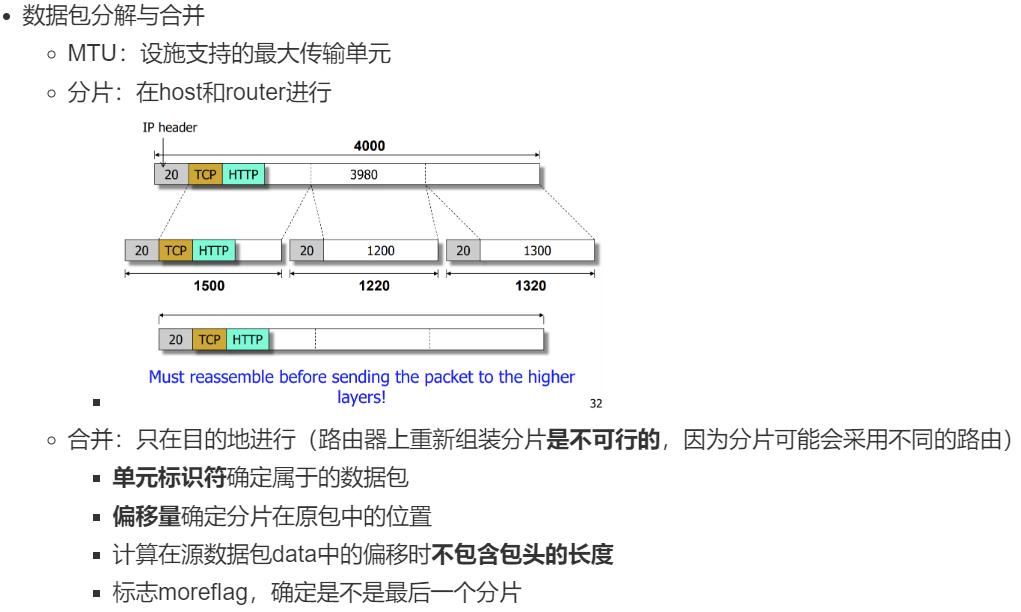 数据包分解与合并
MTU：设施支持的最大传输单元
分片：在host和router进行
IP header
4000
20 TCP HTTP 3980
20 TCP HTTP 20 1200 20 1300
1500 1220 1320
20 TCP HTTP
Must reassemble before sending the packet to the higher
layers!
32
合并：只在目的地进行（路由器上重新组装分片是不可行的，因为分片可能会采用不同的路由）
单元标识符确定属于的数据包
偏移量确定分片在原包中的位置
计算在源数据包data中的偏移时不包含包头的长度
标志moreflag，确定是不是最后一个分片